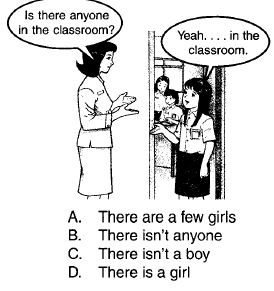 Is there anyone
in the classroom?
Yeah. . . . in the
classroom.
A. There are a few girls
B. There isn't anyone
C. There isn't a boy
D. There is a girl